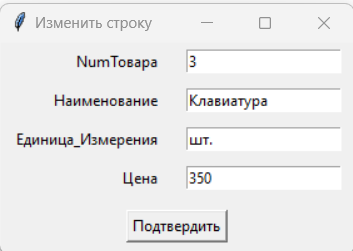 Изменить строку
NumТовара 3
Наименование Клавиатура
Единица_Измерения шт.
Цена 350
Подтвердить